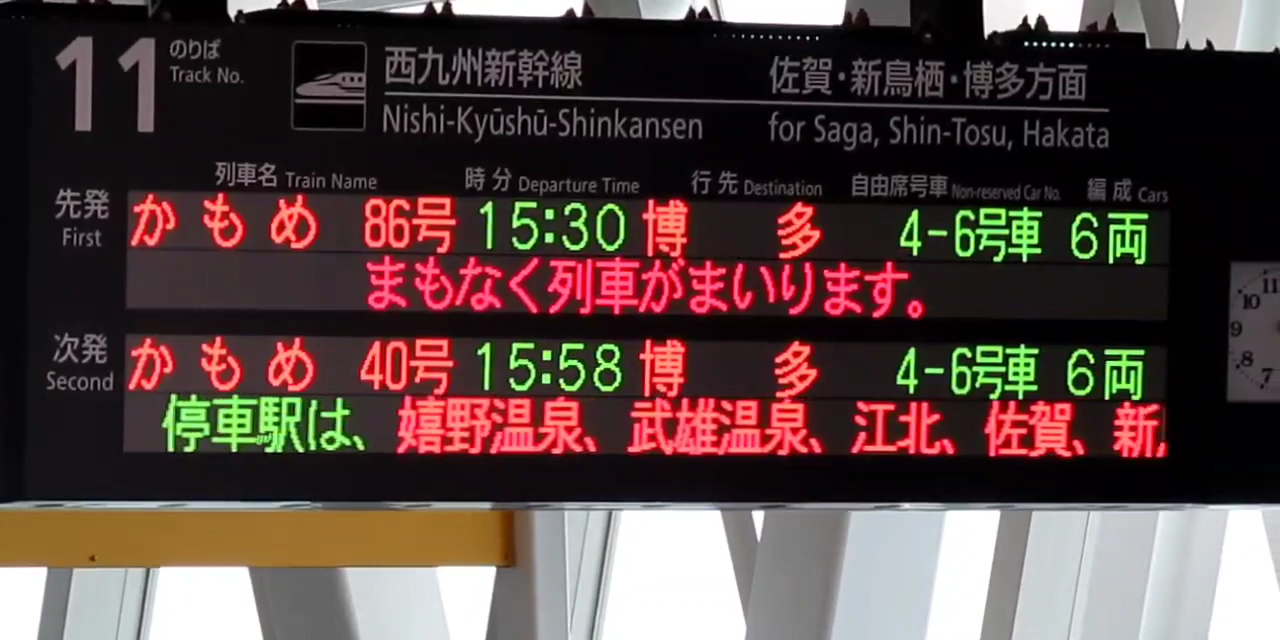 11 のりば 西九州新幹線 佐賀・新鳥栖・博多方面
Track No. Nishi-Kyūshū-Shinkansen for Saga, Shin-Tosu, Hakata
列車名 Train Name 時分 Departure Time 行先 Destination 自由席号車 Non-reserved Car No. 編成 Cars
先発 First かもめ 86号 15:30 博多 4-6号車 6両
まもなく列車がまいります。
次発 Second かもめ 40号 15:58 博多 4-6号車 6両
停車駅は、嬉野温泉、武雄温泉、江北、佐賀、新
11
10
9
8
7